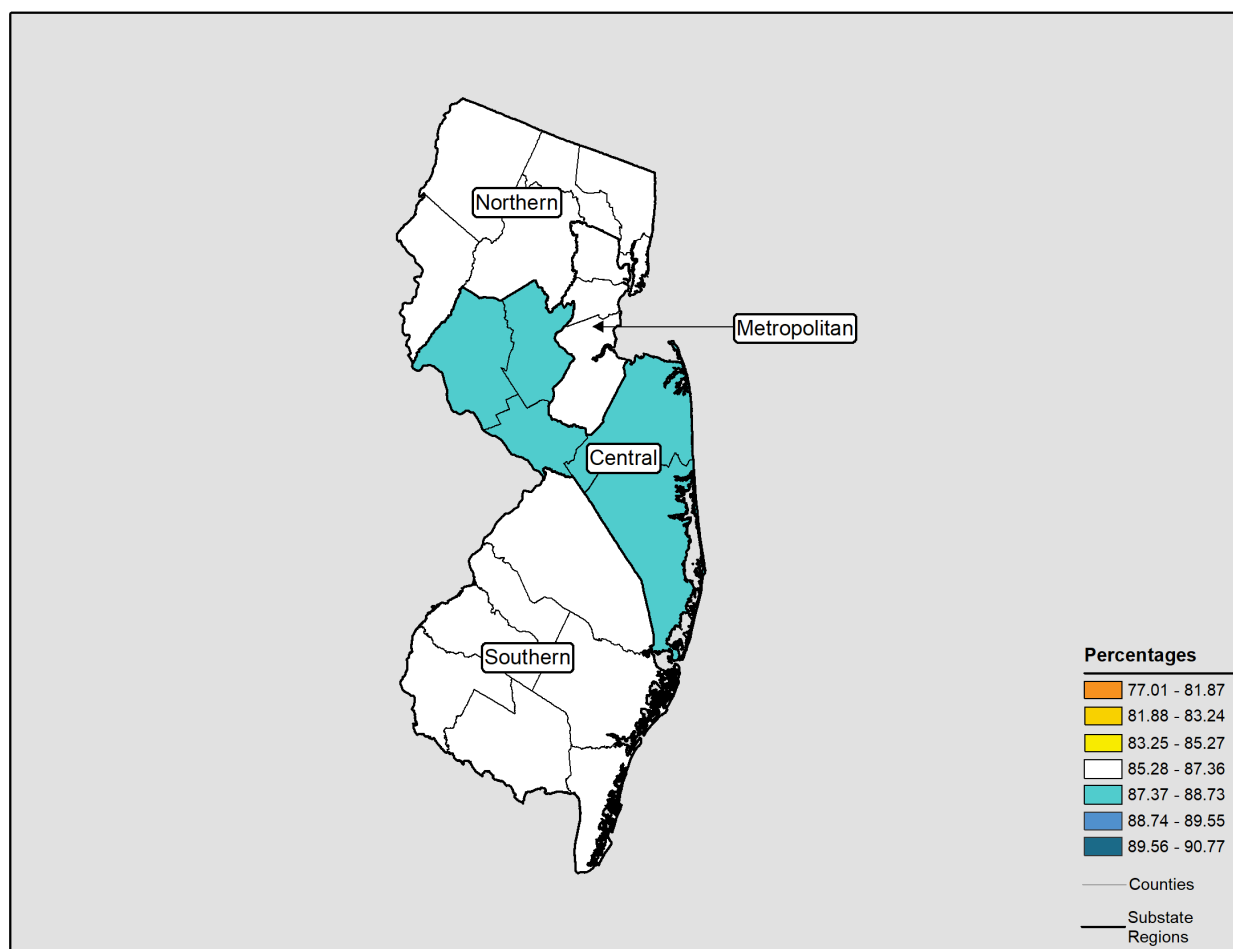 Northern
Metropolitan
Central
Southern
Percentages
77.01 - 81.87
81.88 - 83.24
83.25 - 85.27
85.28 - 87.36
87.37 - 88.73
88.74 - 89.55
89.56 - 90.77
Counties
Substate
Regions